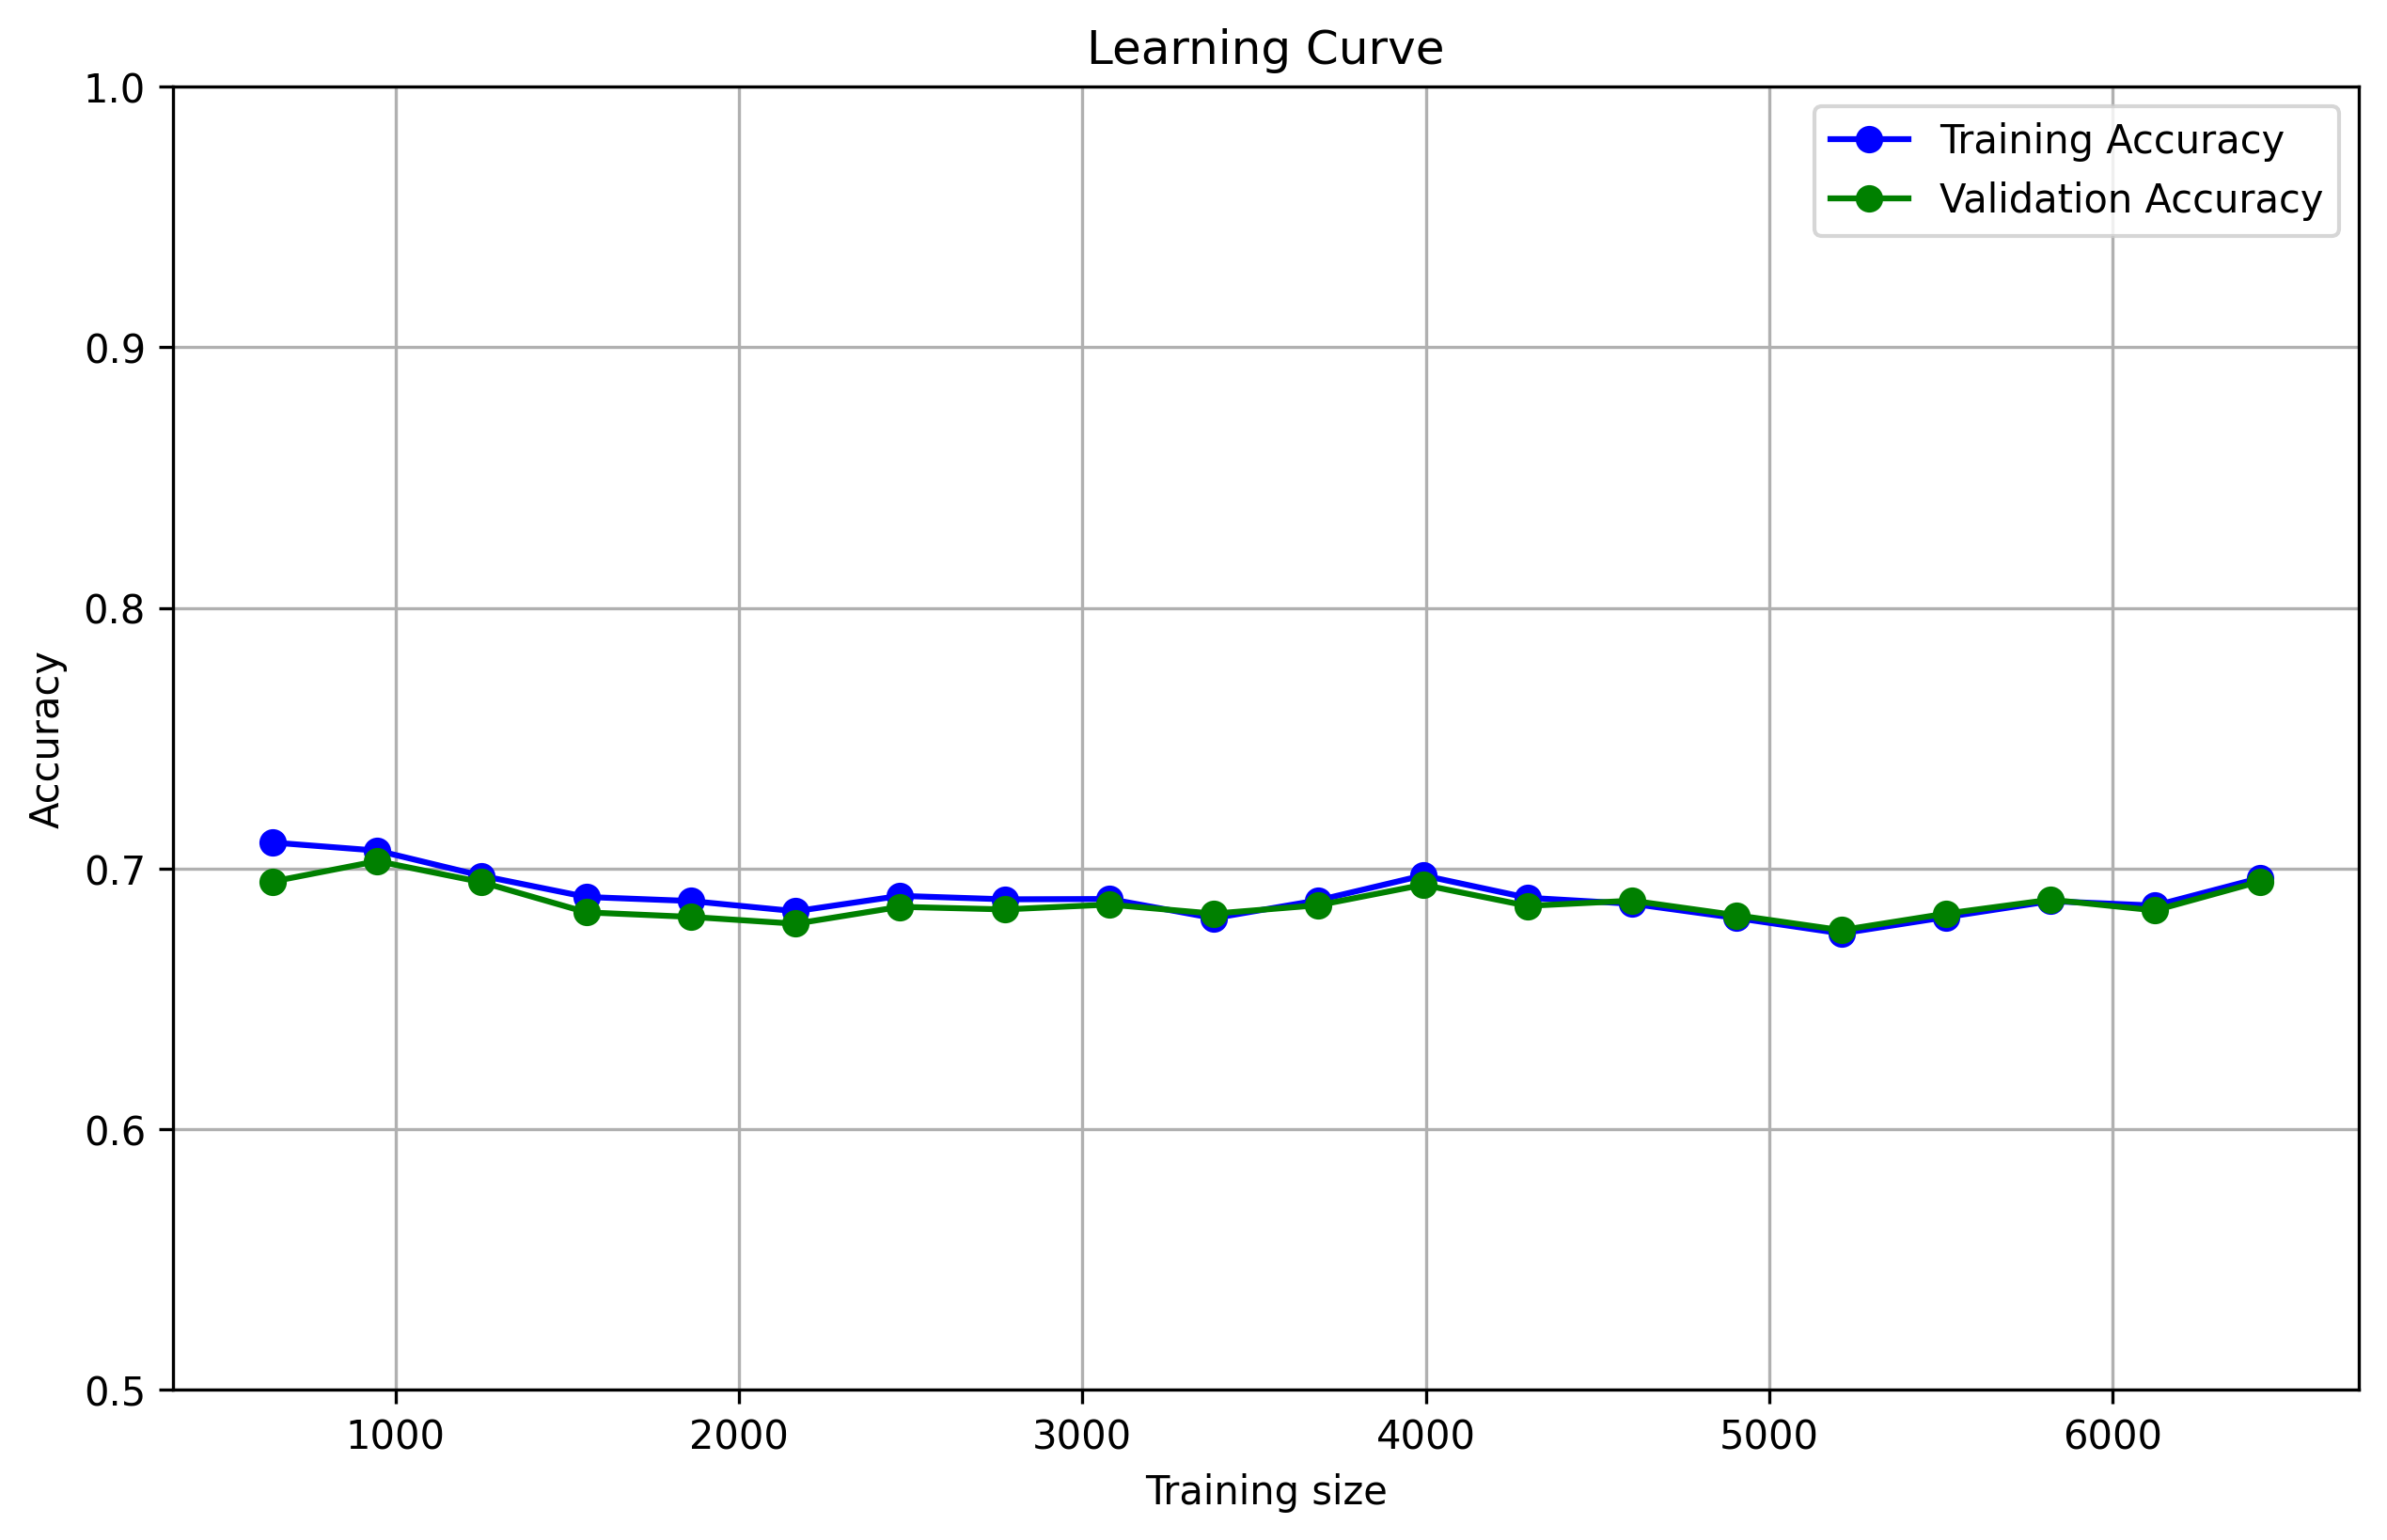 Learning Curve
1.0
0.9
0.8
0.7
0.6
0.5
Accuracy
Training Accuracy
Validation Accuracy
1000 2000 3000 4000 5000 6000
Training size